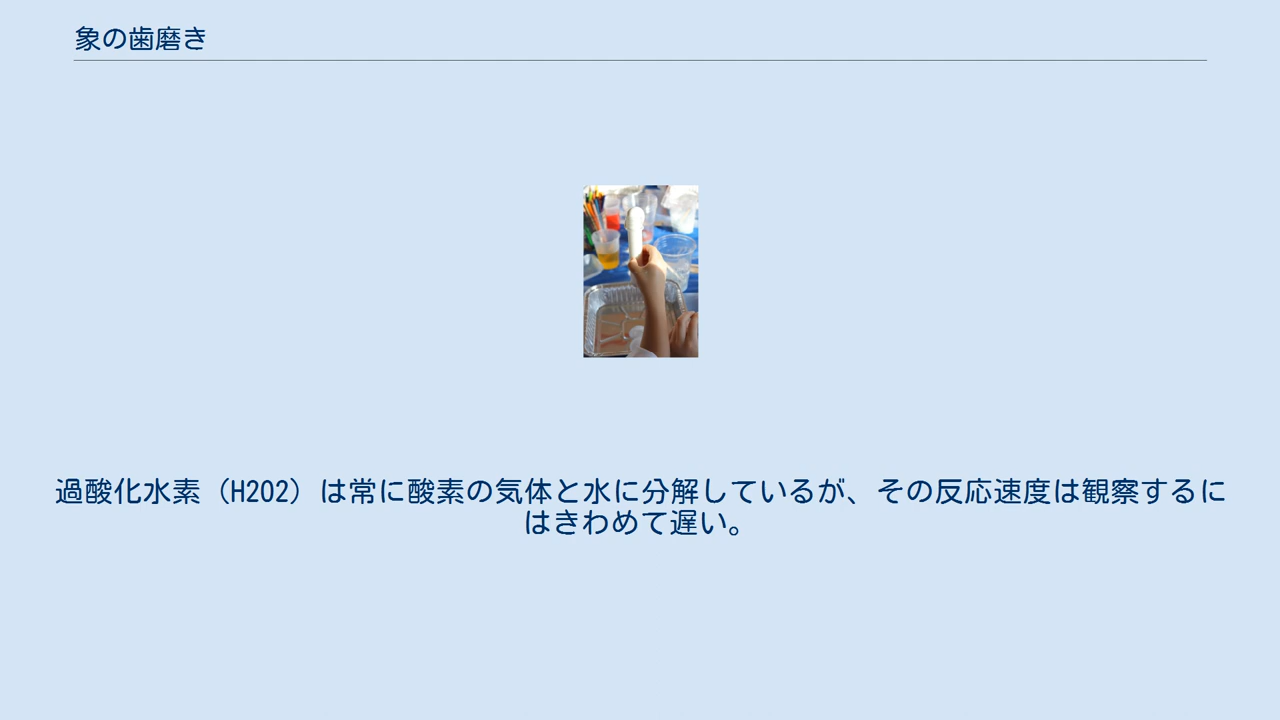 象の歯磨き
過酸化水素（H2O2）は常に酸素の気体と水に分解しているが、その反応速度は観察するに
はきわめて遅い。